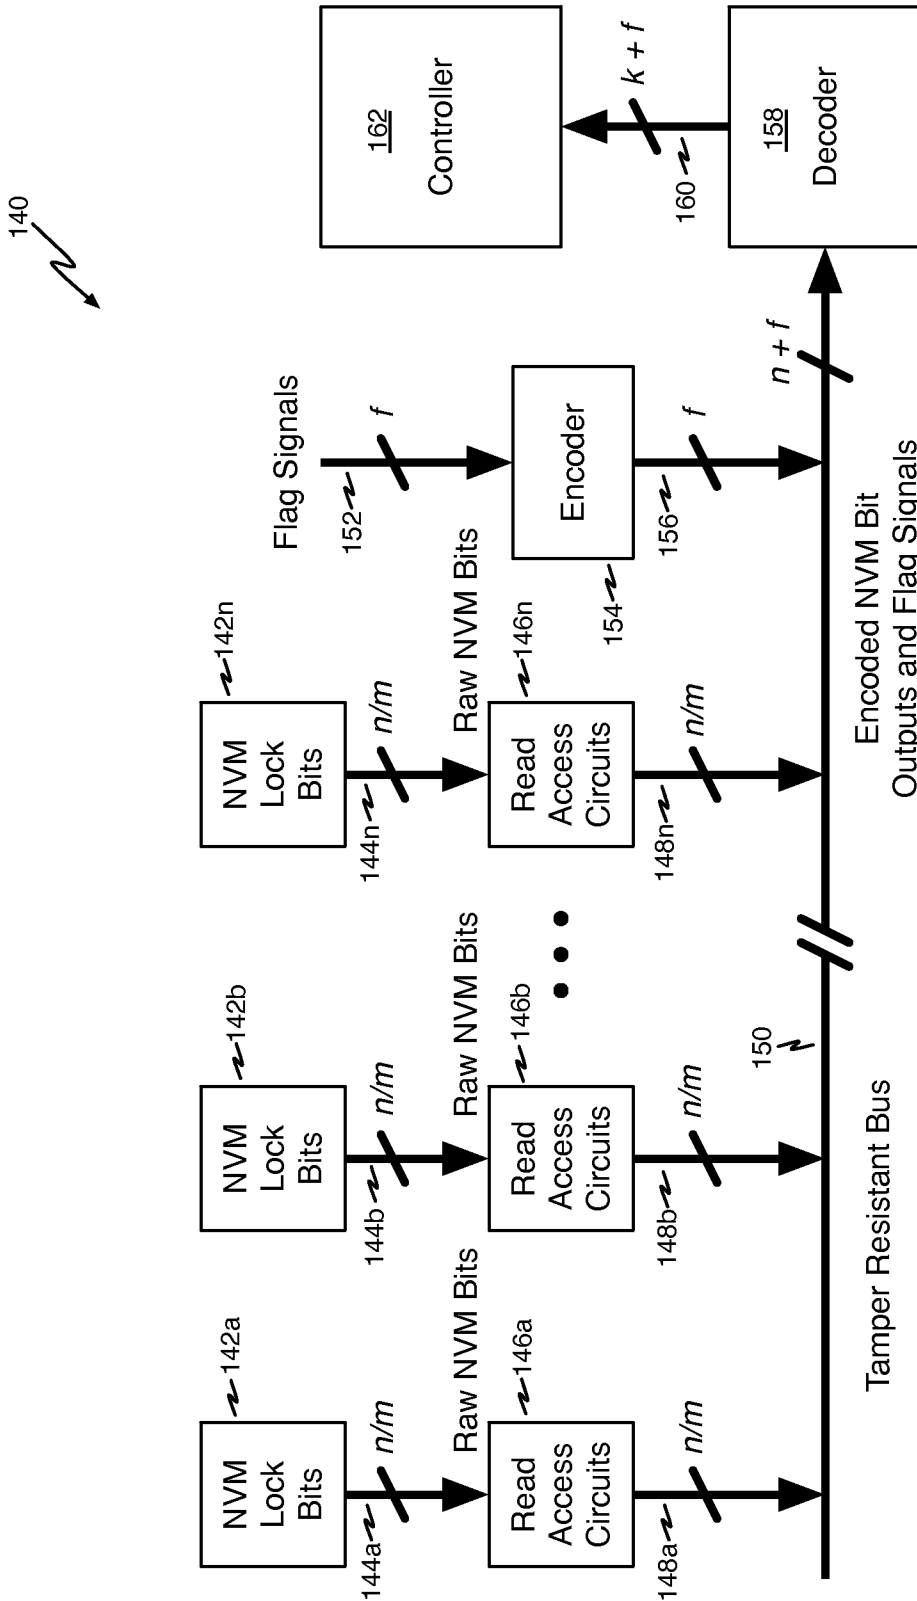 140
NVM
Lock
Bits
142a
144a
n/m
Raw NVM Bits
Read
Access
Circuits
146a
148a
n/m
NVM
Lock
Bits
142b
144b
n/m
Raw NVM Bits
Read
Access
Circuits
146b
148b
n/m
NVM
Lock
Bits
142n
144n
n/m
Raw NVM Bits
Read
Access
Circuits
146n
148n
n/m
Flag Signals
152
f
Encoder
154
156
f
150
n + f
Tamper Resistant Bus
Encoded NVM Bit
Outputs and Flag Signals
162
Controller
k + f
160
158
Decoder